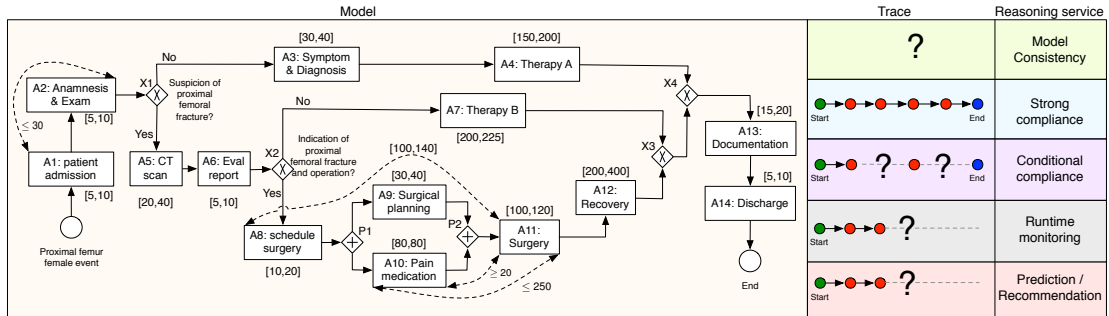 Model
Trace
Reasoning service
[30,40]
[150,200]
No
A3: Symptom
& Diagnosis
A4: Therapy A
?
Model
Consistency
X1
Suspicion of
proximal
femoral
fracture?
A2: Anamnesis
& Exam
[5,10]
X4
No
A7: Therapy B
[200,225]
[15,20]
Start
End
Strong
compliance
≤ 30
Yes
Indication of
proximal
femoral fracture
and operation?
X2
A13:
Documentation
A1: patient
admission
[5,10]
A5: CT
scan
[20,40]
A6: Eval
report
[5,10]
[100,140]
X3
? ?
Start
End
Conditional
compliance
Yes
[30,40]
A9: Surgical
planning
[200,400]
A12:
Recovery
[5,10]
A14: Discharge
Proximal femur
female event
A8: schedule
surgery
[10,20]
P1
P2
[100,120]
A11:
Surgery
?
Start
Runtime
monitoring
[80,80]
A10: Pain
medication
≥ 20
≤ 250
End
?
Start
Prediction /
Recommendation